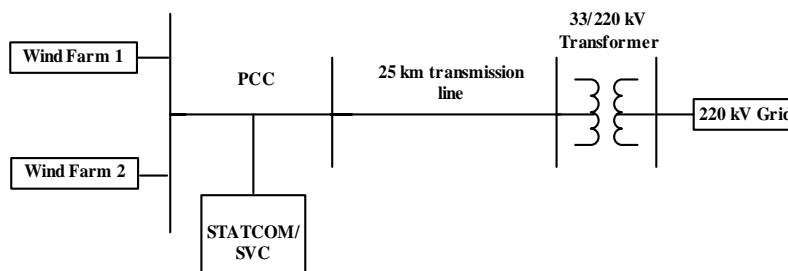 33/220 kV
Transformer
Wind Farm 1
PCC
25 km transmission
line
220 kV Grid
Wind Farm 2
STATCOM/
SVC